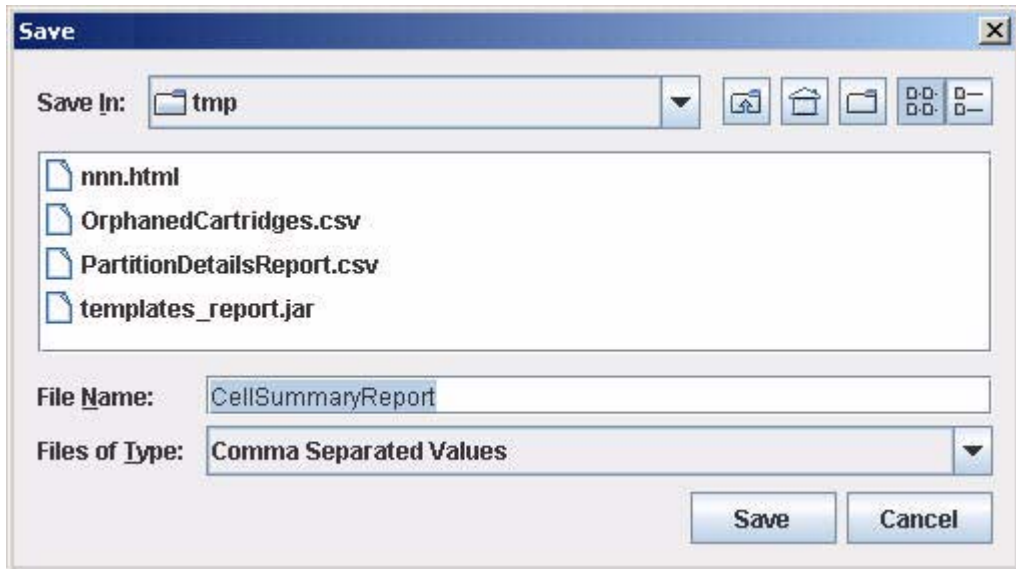 Save
Save In: tmp
nnn.html
OrphanedCartridges.csv
PartitionDetailsReport.csv
templates_report.jar
File Name: CellSummaryReport
Files of Type: Comma Separated Values
Save Cancel